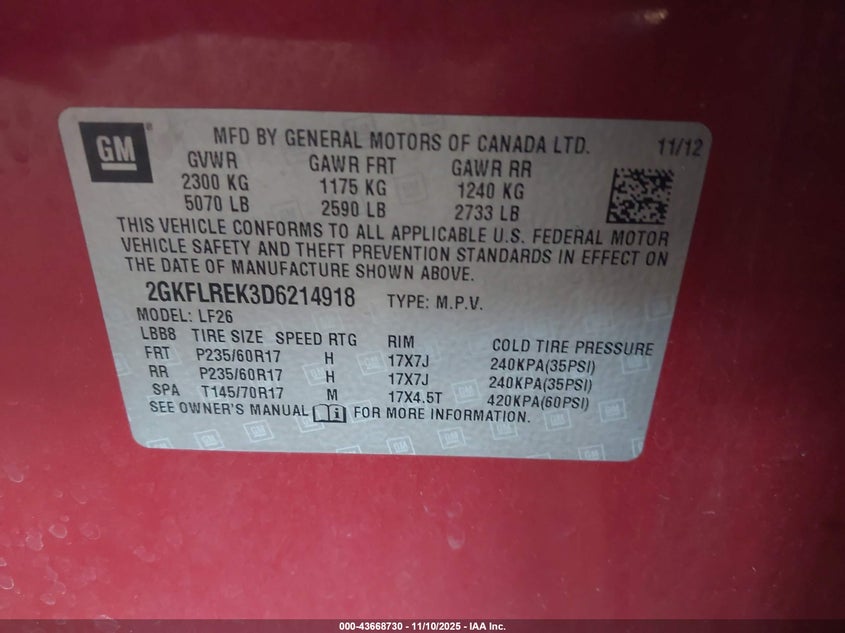 GM
MFD BY GENERAL MOTORS OF CANADA LTD. 11/12
GVWR GAWR FRT GAWR RR
2300 KG 1175 KG 1240 KG
5070 LB 2590 LB 2733 LB
THIS VEHICLE CONFORMS TO ALL APPLICABLE U.S. FEDERAL MOTOR
VEHICLE SAFETY AND THEFT PREVENTION STANDARDS IN EFFECT ON
THE DATE OF MANUFACTURE SHOWN ABOVE.
2GKFLREK3D6214918 TYPE: M.P.V.
MODEL: LF26
LBB8 TIRE SIZE SPEED RTG RIM COLD TIRE PRESSURE
FRT P235/60R17 H 17X7J 240KPA(35PSI)
RR P235/60R17 H 17X7J 240KPA(35PSI)
SPA T145/70R17 M 17X4.5T 420KPA(60PSI)
SEE OWNER'S MANUAL FOR MORE INFORMATION.
000-43668730 — 11/10/2025 — IAA Inc.